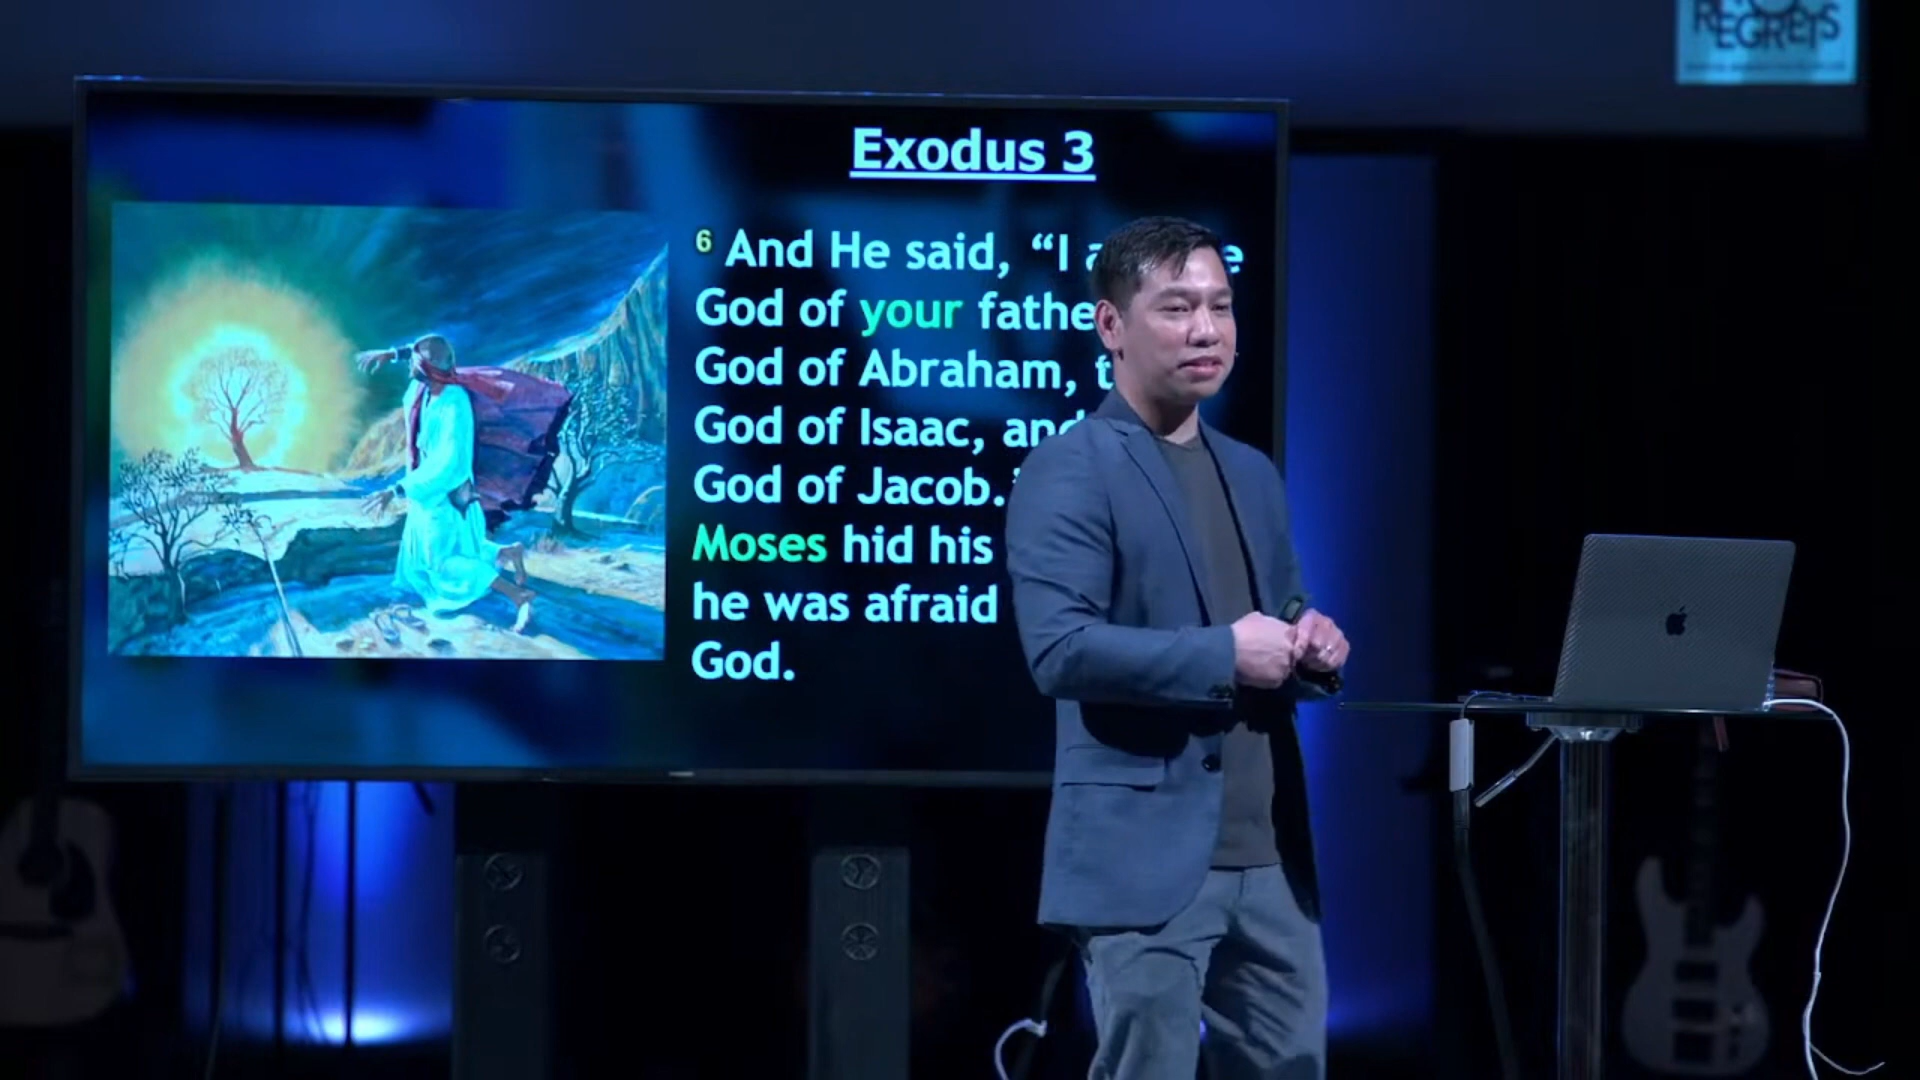 REGRETS
Exodus 3
6 And He said, “I a e
God of your fathe
God of Abraham, t
God of Isaac, and
God of Jacob.
Moses hid his
he was afraid
God.